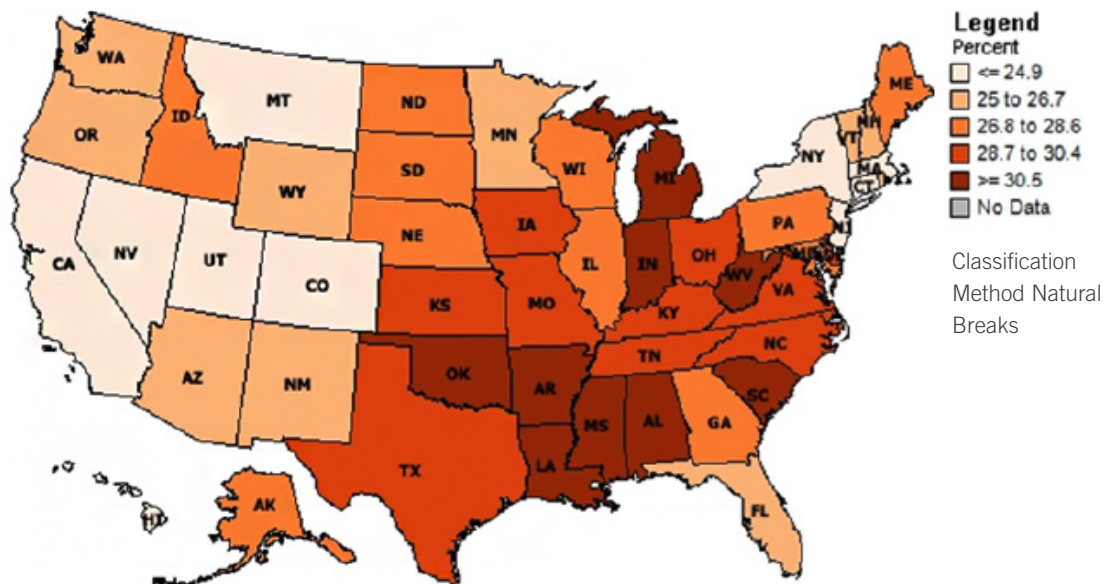 Legend
Percent
<= 24.9
25 to 26.7
26.8 to 28.6
28.7 to 30.4
>= 30.5
No Data
Classification
Method Natural
Breaks
WA
MT
ND
MN
ME
OR
ID
WI
VT
NH
NY
MA
CT
SD
WY
MI
IA
PA
NJ
NE
NV
UT
CO
CA
IL
IN
OH
WV
VA
KS
MO
KY
NC
TN
AZ
NM
OK
AR
SC
MS
AL
GA
TX
LA
FL
AK
HI